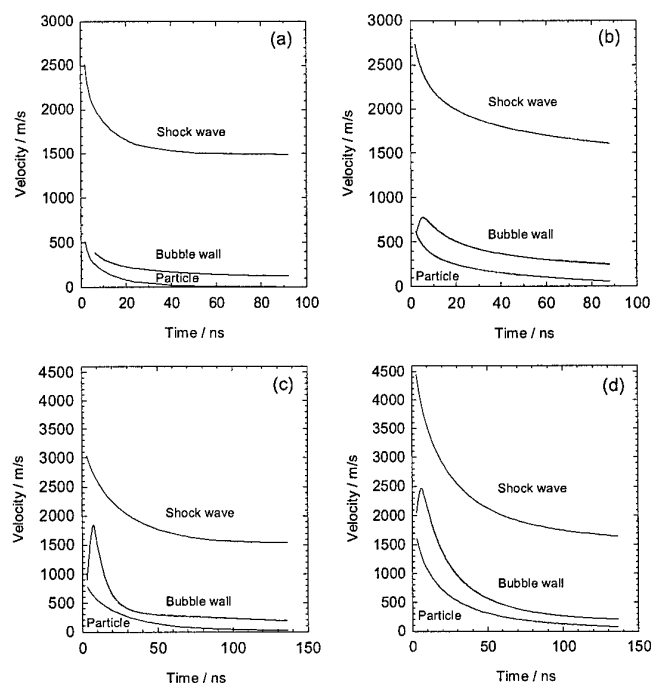 (a)
3000
2500
2000
1500
1000
500
0
Velocity / m/s
Shock wave
Bubble wall
Particle
0 20 40 60 80 100
Time / ns
(b)
3000
2500
2000
1500
1000
500
0
Velocity / m/s
Shock wave
Bubble wall
Particle
0 20 40 60 80 100
Time / ns
(c)
4500
4000
3500
3000
2500
2000
1500
1000
500
0
Velocity / m/s
Shock wave
Bubble wall
Particle
0 50 100 150
Time / ns
(d)
4500
4000
3500
3000
2500
2000
1500
1000
500
0
Velocity / m/s
Shock wave
Bubble wall
Particle
0 50 100 150
Time / ns